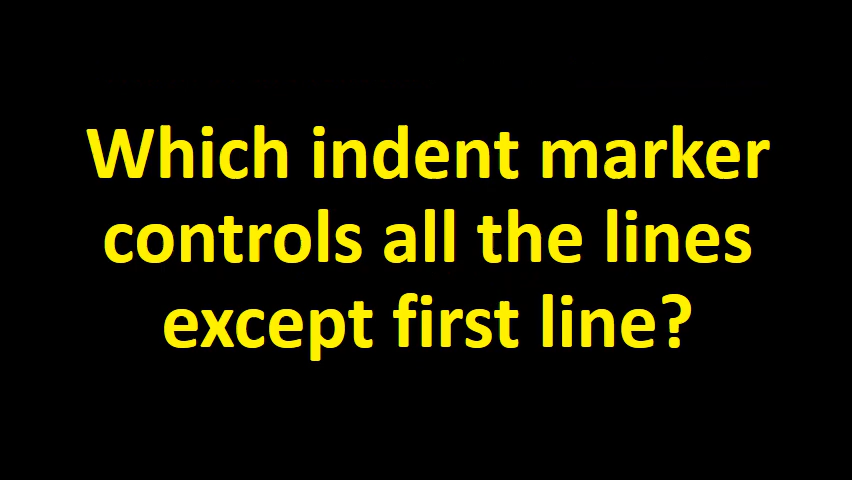 Which indent marker
controls all the lines
except first line?